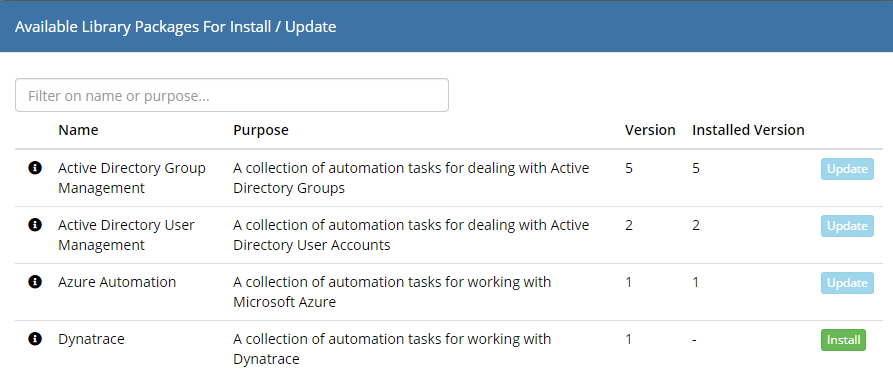 Available Library Packages For Install / Update
Filter on name or purpose...
Name Purpose Version Installed Version
Active Directory Group A collection of automation tasks for dealing with Active 5 5 Update
Management Directory Groups
Active Directory User A collection of automation tasks for dealing with Active 2 2 Update
Management Directory User Accounts
Azure Automation A collection of automation tasks for working with 1 1 Update
Microsoft Azure
Dynatrace A collection of automation tasks for working with 1 - Install
Dynatrace